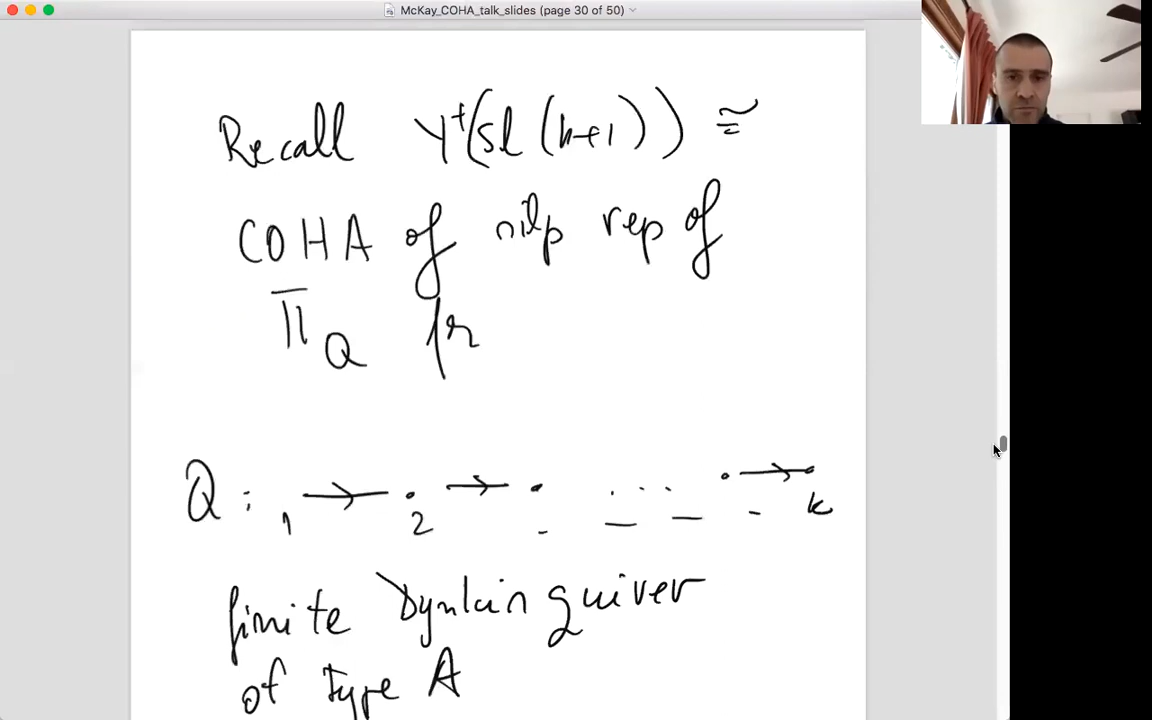 McKay_COHA_talk_slides (page 30 of 50)
Recall Y⁺(sl(k+1)) ≅
COHA of nilp rep of
Π_Q for
Q: 1 → 2 → . ... . → k
finite Dynkin quiver
of type A